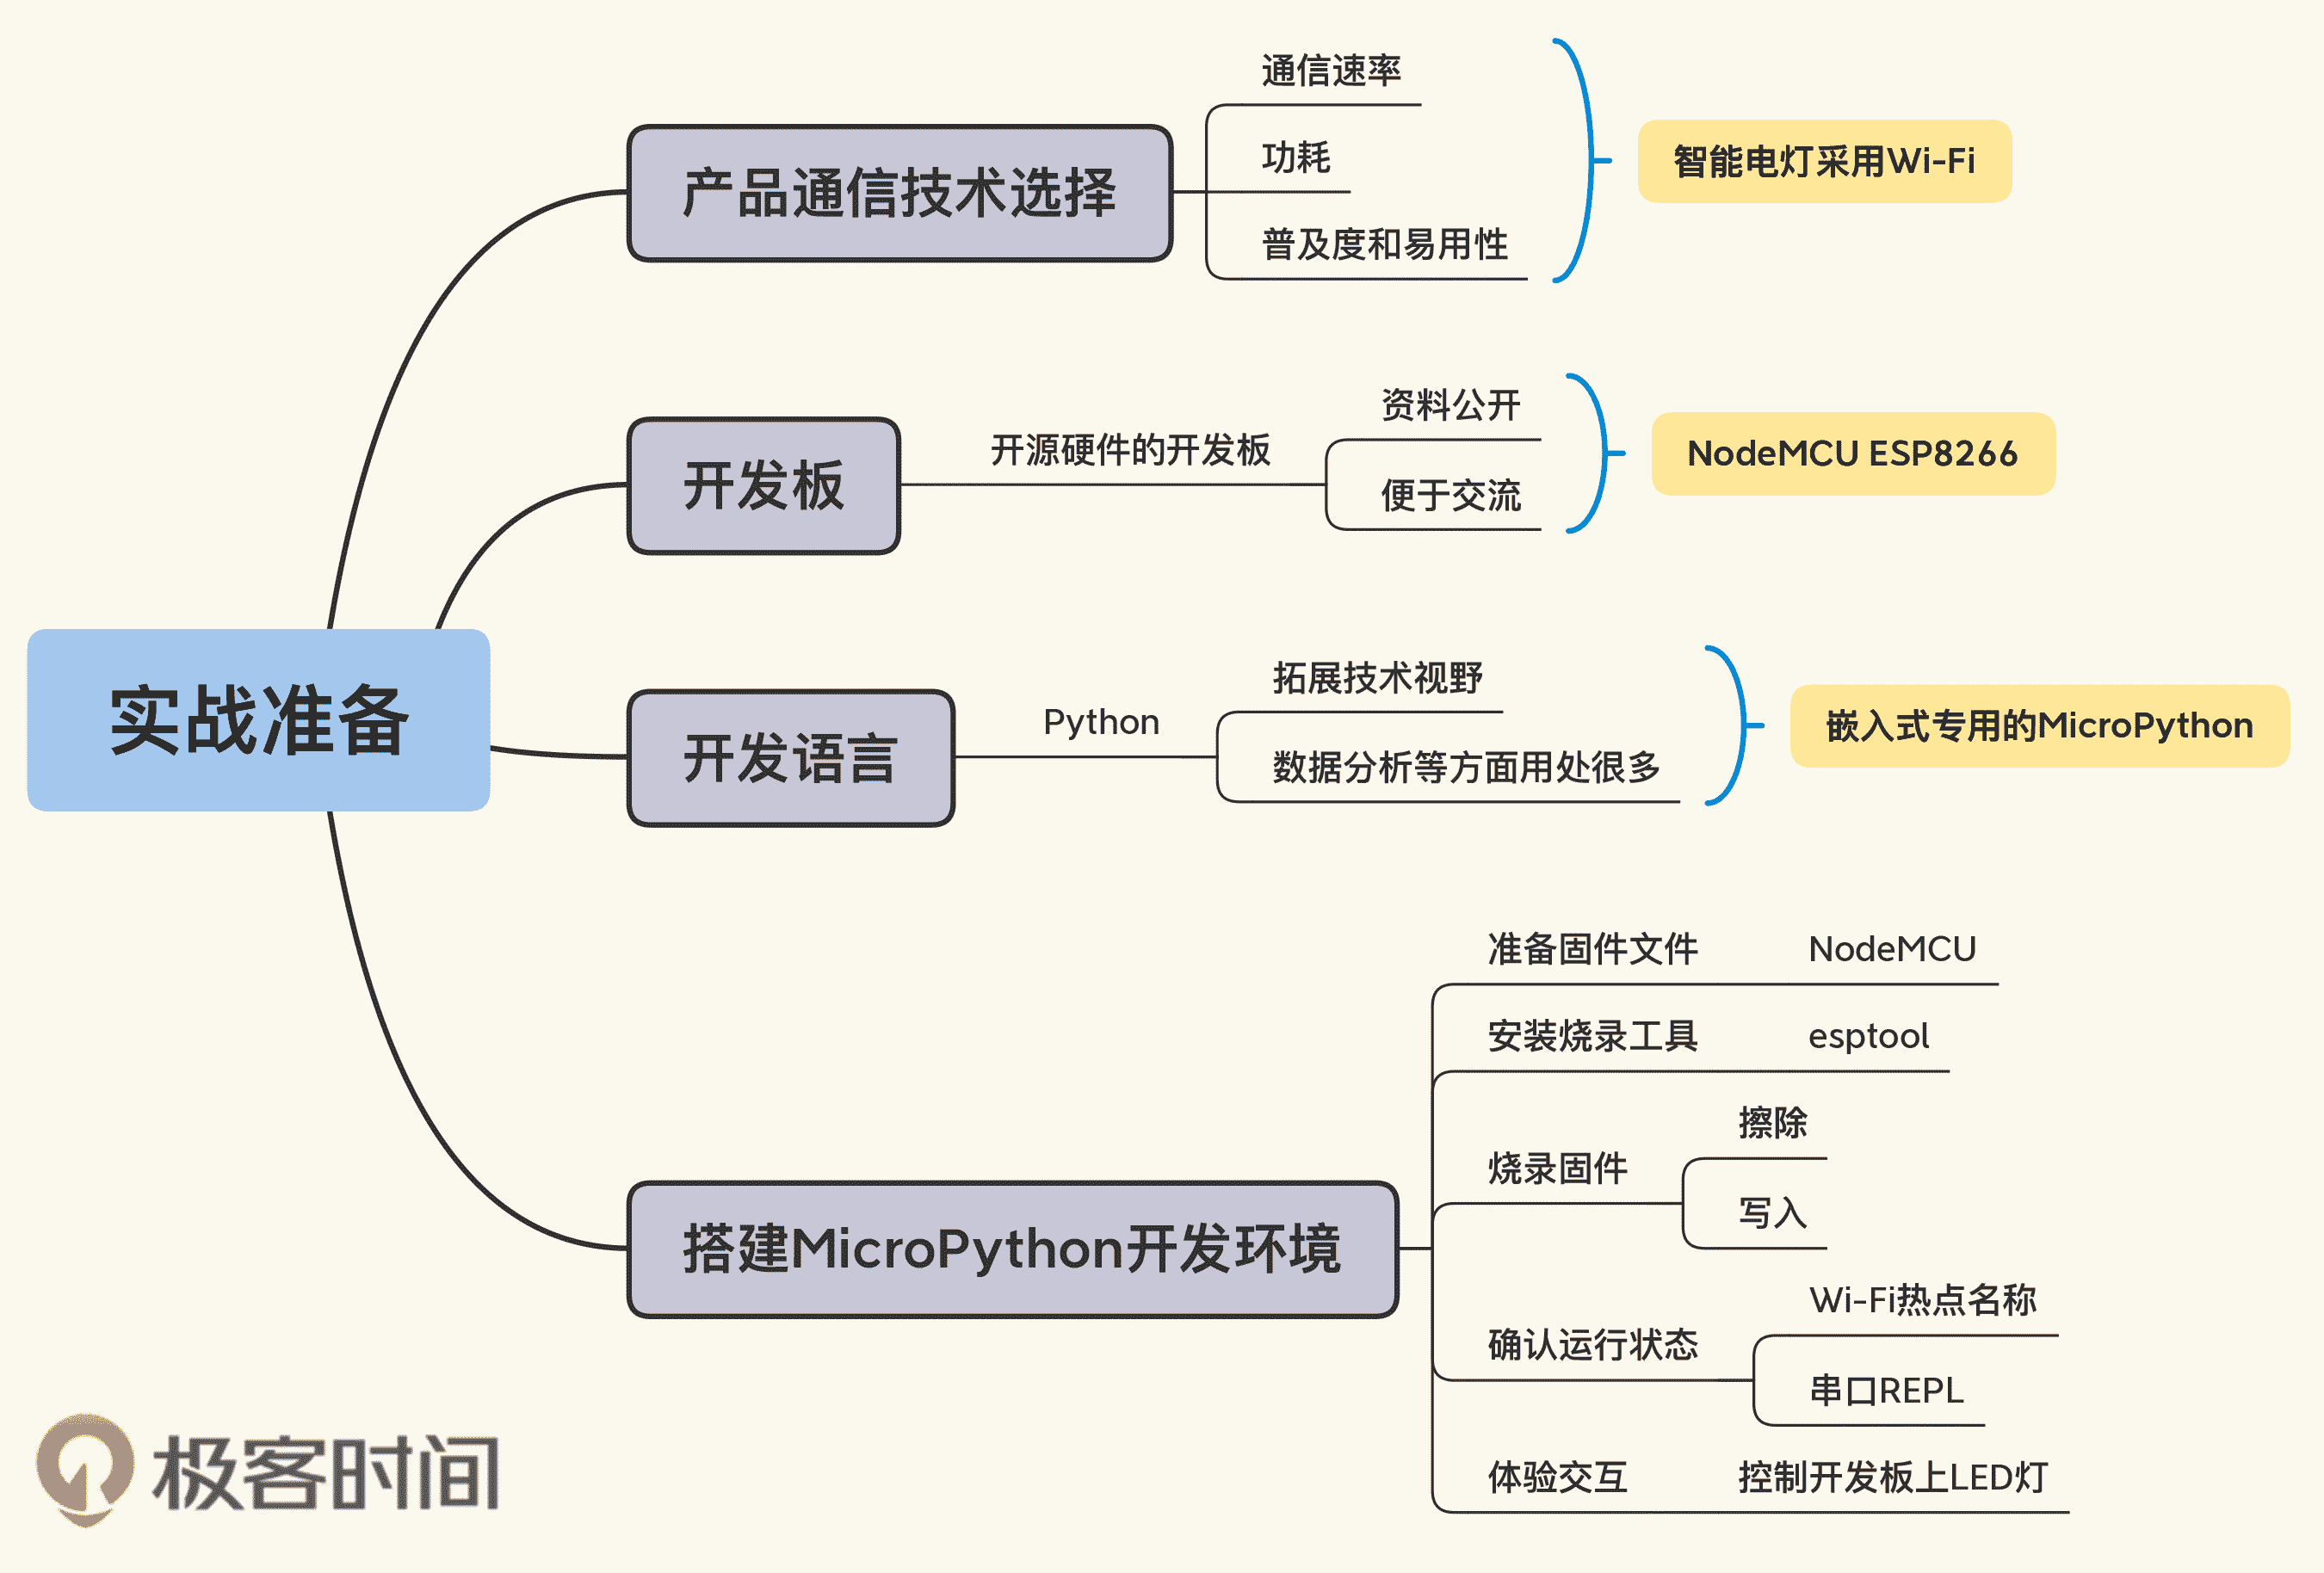 实战准备
产品通信技术选择
通信速率
功耗
普及度和易用性
智能电灯采用Wi-Fi
开发板
开源硬件的开发板
资料公开
便于交流
NodeMCU ESP8266
开发语言
Python
拓展技术视野
数据分析等方面用处很多
嵌入式专用的MicroPython
搭建MicroPython开发环境
准备固件文件
NodeMCU
安装烧录工具
esptool
烧录固件
擦除
写入
确认运行状态
Wi-Fi热点名称
串口REPL
体验交互
控制开发板上LED灯
极客时间